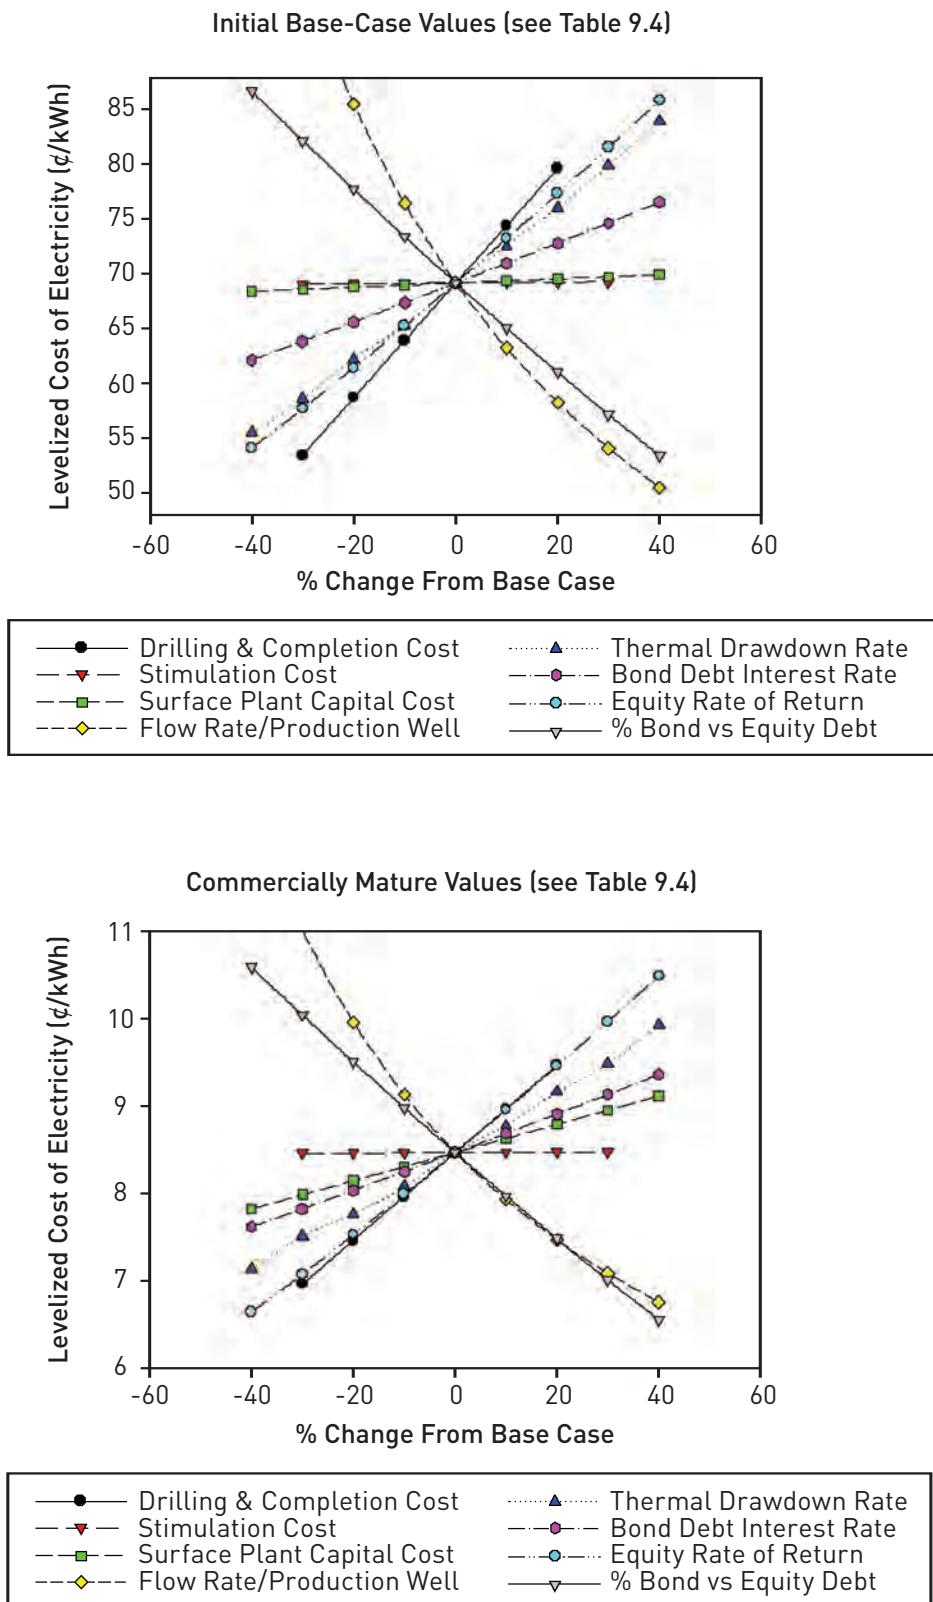 Initial Base-Case Values (see Table 9.4)
Levelized Cost of Electricity (¢/kWh)
85
80
75
70
65
60
55
50
-60 -40 -20 0 20 40 60
% Change From Base Case
Drilling & Completion Cost
Stimulation Cost
Surface Plant Capital Cost
Flow Rate/Production Well
Thermal Drawdown Rate
Bond Debt Interest Rate
Equity Rate of Return
% Bond vs Equity Debt
Commercially Mature Values (see Table 9.4)
Levelized Cost of Electricity (¢/kWh)
11
10
9
8
7
6
-60 -40 -20 0 20 40 60
% Change From Base Case
Drilling & Completion Cost
Stimulation Cost
Surface Plant Capital Cost
Flow Rate/Production Well
Thermal Drawdown Rate
Bond Debt Interest Rate
Equity Rate of Return
% Bond vs Equity Debt